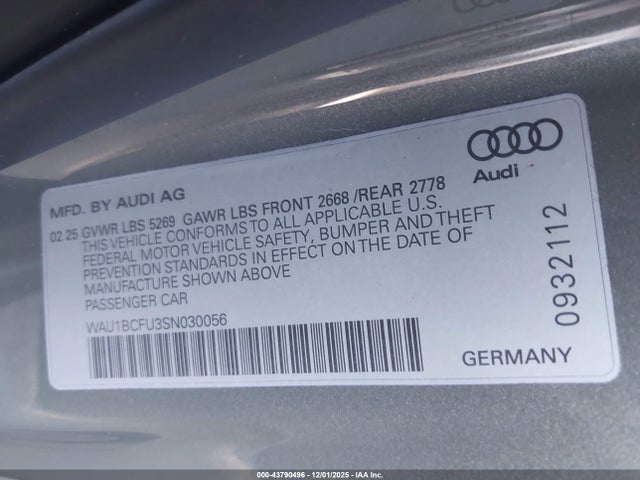 MFD. BY AUDI AG
Audi
02 25 GVWR LBS 5269 GAWR LBS FRONT 2668 /REAR 2778
THIS VEHICLE CONFORMS TO ALL APPLICABLE U.S.
FEDERAL MOTOR VEHICLE SAFETY, BUMPER AND THEFT
PREVENTION STANDARDS IN EFFECT ON THE DATE OF
MANUFACTURE SHOWN ABOVE
PASSENGER CAR
WAU1BCFU3SN030056
0932112
GERMANY
000-43790496 - 12/01/2025 - IAA Inc.